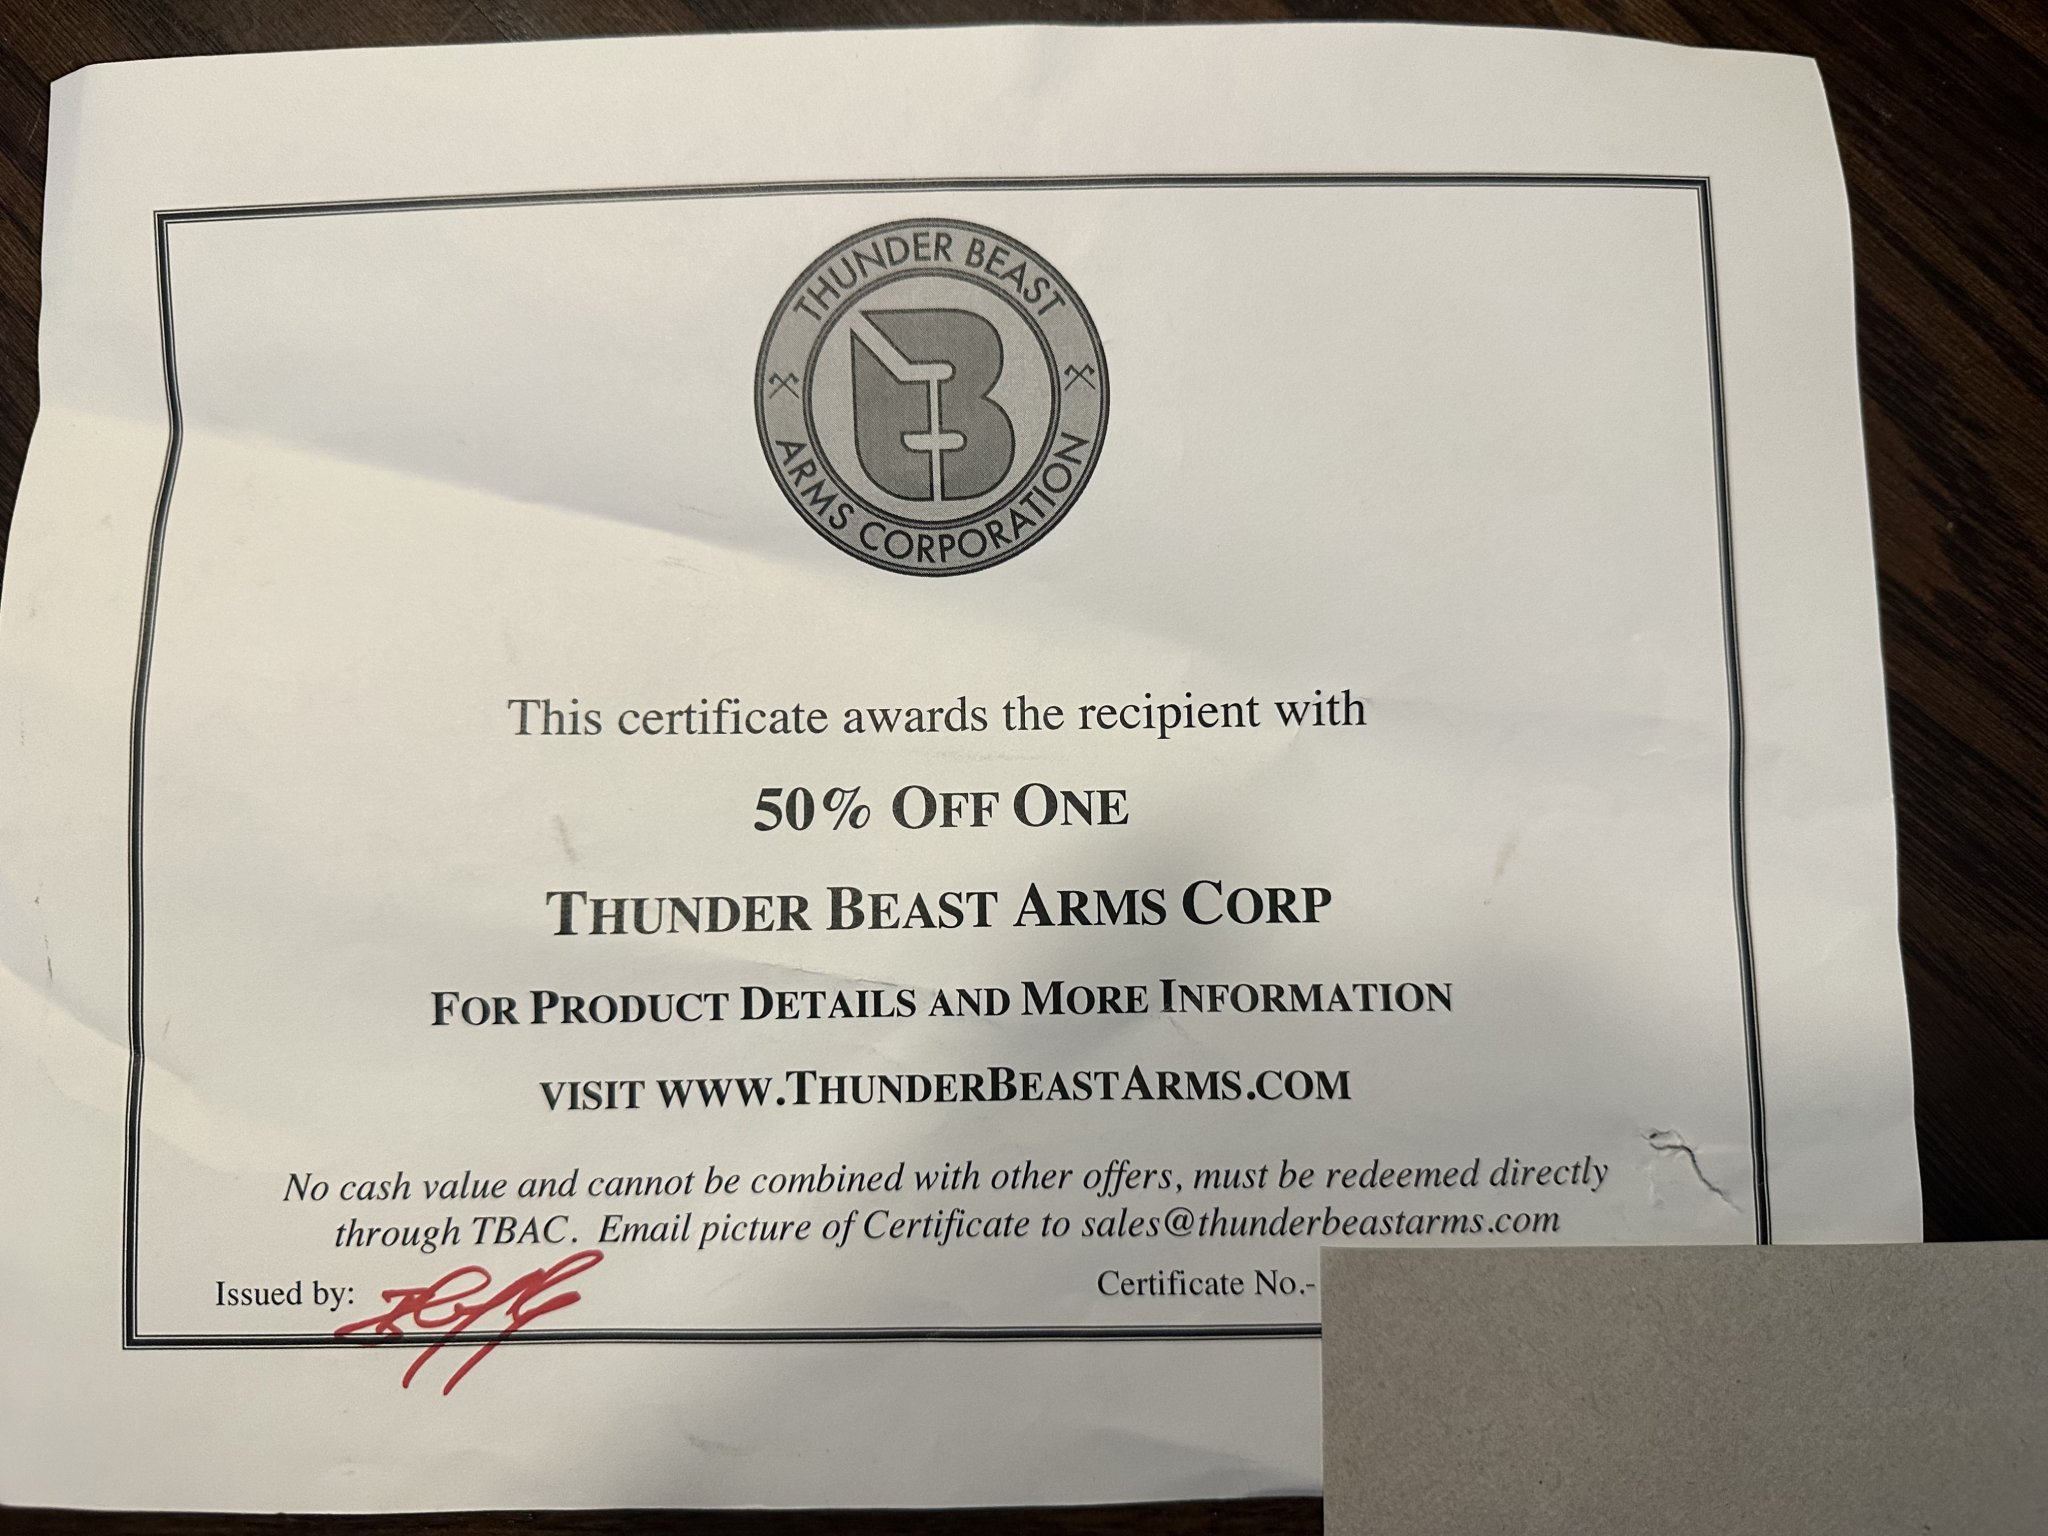 THUNDER BEAST
ARMS CORPORATION
This certificate awards the recipient with
50% OFF ONE
THUNDER BEAST ARMS CORP
FOR PRODUCT DETAILS AND MORE INFORMATION
VISIT WWW.THUNDERBEASTARMS.COM
No cash value and cannot be combined with other offers, must be redeemed directly
through TBAC. Email picture of Certificate to sales@thunderbeastarms.com
Issued by:
Certificate No.-